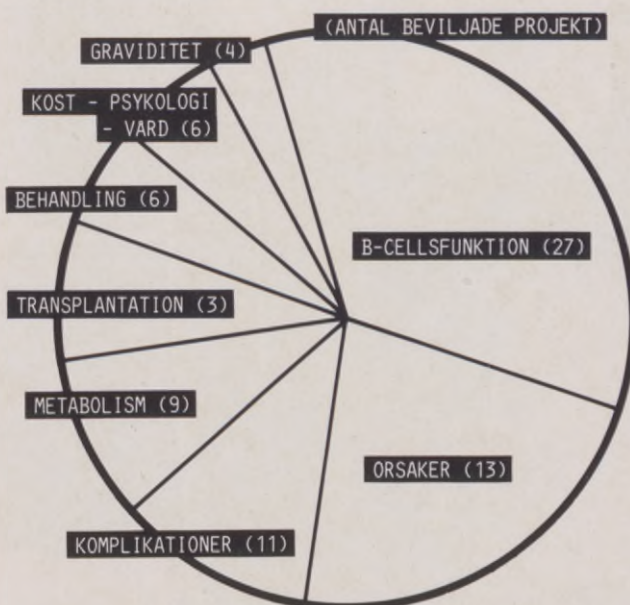 (ANTAL BEVILJADE PROJEKT)
GRAVIDITET (4)
KOST - PSYKOLOGI
- VARD (6)
BEHANDLING (6)
B-CELLSFUNKTION (27)
TRANSPLANTATION (3)
METABOLISM (9)
ORSAKER (13)
KOMPLIKATIONER (11)